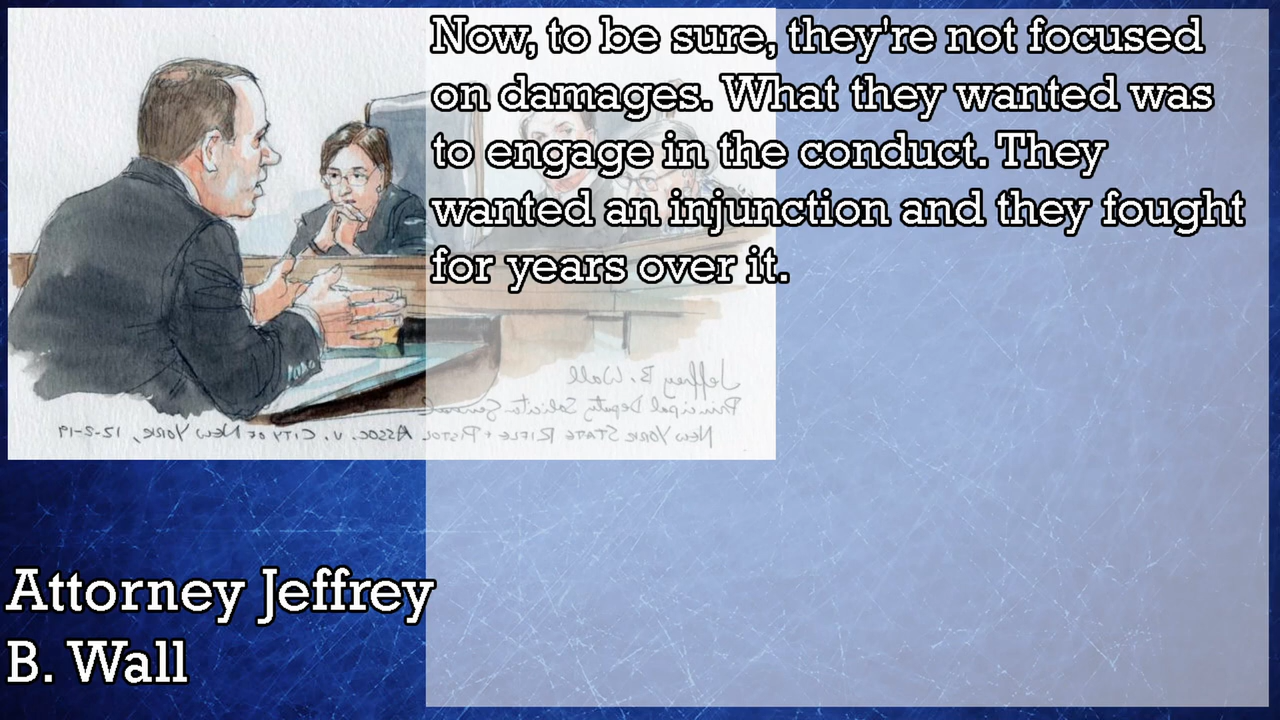 Now, to be sure, they're not focused
on damages. What they wanted was
to engage in the conduct. They
wanted an injunction and they fought
for years over it.
Jeffrey B. Wall
Principal Deputy Solicitor General
New York State Rifle + Pistol Assoc. v. City of New York, 12-2-19
Attorney Jeffrey
B. Wall